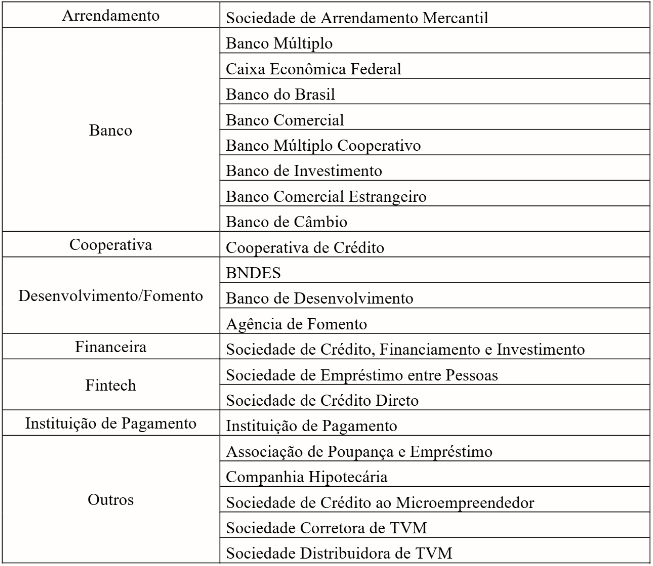 Arrendamento Sociedade de Arrendamento Mercantil
Banco Banco Múltiplo
Caixa Econômica Federal
Banco do Brasil
Banco Comercial
Banco Múltiplo Cooperativo
Banco de Investimento
Banco Comercial Estrangeiro
Banco de Câmbio
Cooperativa Cooperativa de Crédito
Desenvolvimento/Fomento BNDES
Banco de Desenvolvimento
Agência de Fomento
Financeira Sociedade de Crédito, Financiamento e Investimento
Fintech Sociedade de Empréstimo entre Pessoas
Sociedade de Crédito Direto
Instituição de Pagamento Instituição de Pagamento
Outros Associação de Poupança e Empréstimo
Companhia Hipotecária
Sociedade de Crédito ao Microempreendedor
Sociedade Corretora de TVM
Sociedade Distribuidora de TVM